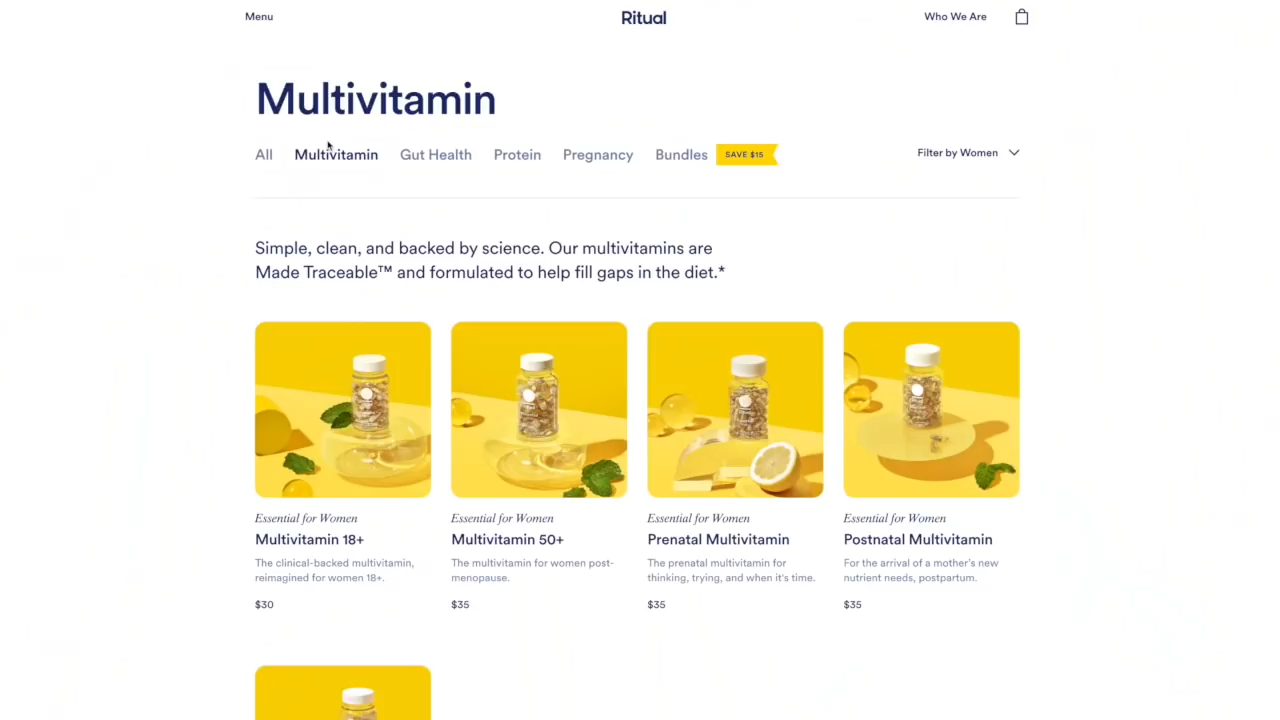 Menu
Ritual
Who We Are
Multivitamin
All
Multivitamin
Gut Health
Protein
Pregnancy
Bundles
SAVE $15
Filter by Women
Simple, clean, and backed by science. Our multivitamins are
Made Traceable™ and formulated to help fill gaps in the diet.*
Essential for Women
Multivitamin 18+
The clinical-backed multivitamin,
reimagined for women 18+.
$30
Essential for Women
Multivitamin 50+
The multivitamin for women post-
menopause.
$35
Essential for Women
Prenatal Multivitamin
The prenatal multivitamin for
thinking, trying, and when it's time.
$35
Essential for Women
Postnatal Multivitamin
For the arrival of a mother's new
nutrient needs, postpartum.
$35